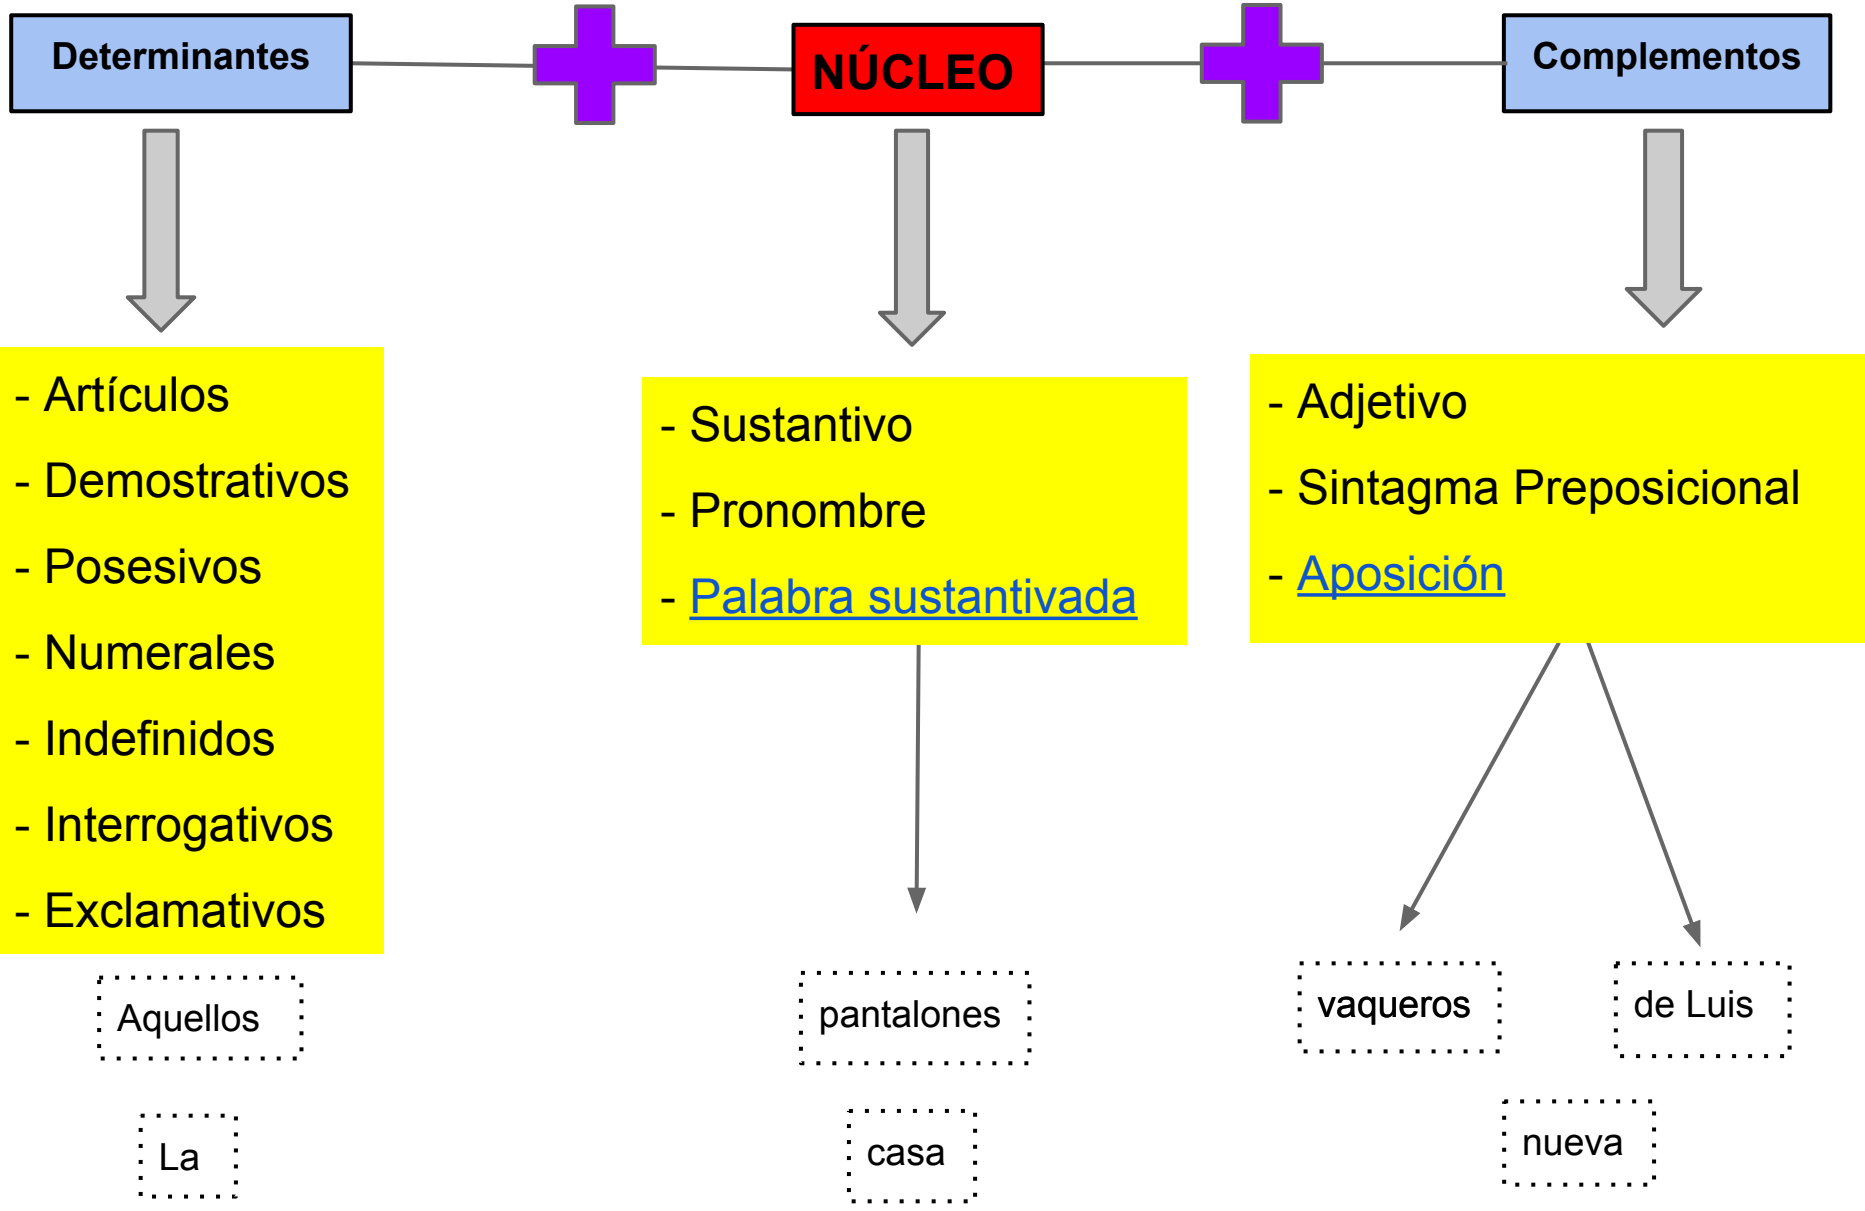 Determinantes
NÚCLEO
Complementos
- Artículos
- Demostrativos
- Posesivos
- Numerales
- Indefinidos
- Interrogativos
- Exclamativos
- Sustantivo
- Pronombre
- Palabra sustantivada
- Adjetivo
- Sintagma Preposicional
- Aposición
Aquellos
pantalones
vaqueros
de Luis
La
casa
nueva